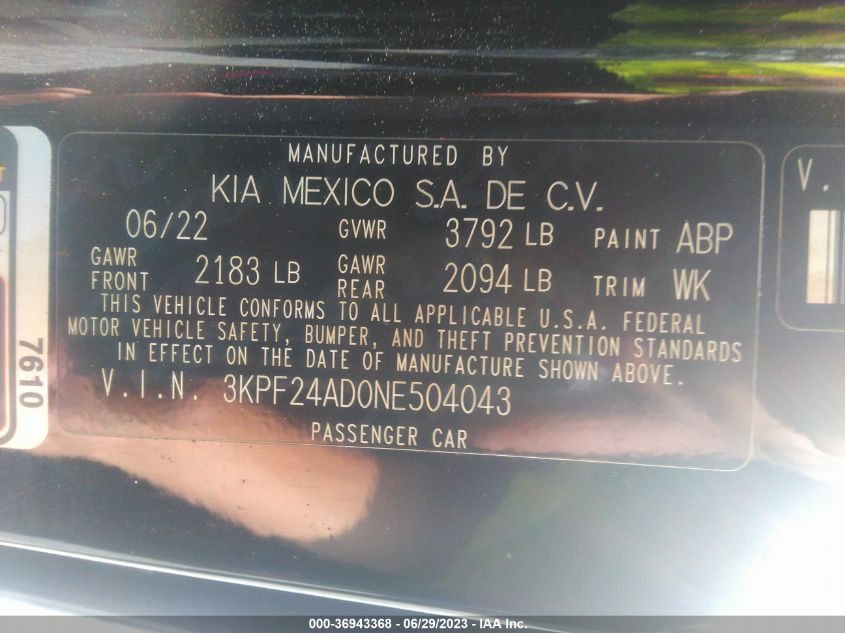 MANUFACTURED BY
KIA MEXICO S.A. DE C.V.
06/22 GVWR 3792 LB PAINT ABP
GAWR FRONT 2183 LB GAWR REAR 2094 LB TRIM WK
THIS VEHICLE CONFORMS TO ALL APPLICABLE U.S.A. FEDERAL
MOTOR VEHICLE SAFETY, BUMPER, AND THEFT PREVENTION STANDARDS
IN EFFECT ON THE DATE OF MANUFACTURE SHOWN ABOVE.
V.I.N. 3KPF24AD0NE504043
PASSENGER CAR
7610
V.
000-36943368 - 06/29/2023 - IAA Inc.